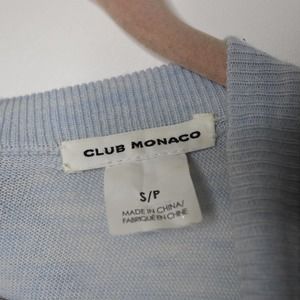 CLUB MONACO
S/P
MADE IN CHINA/
FABRIQUÉ EN CHINE